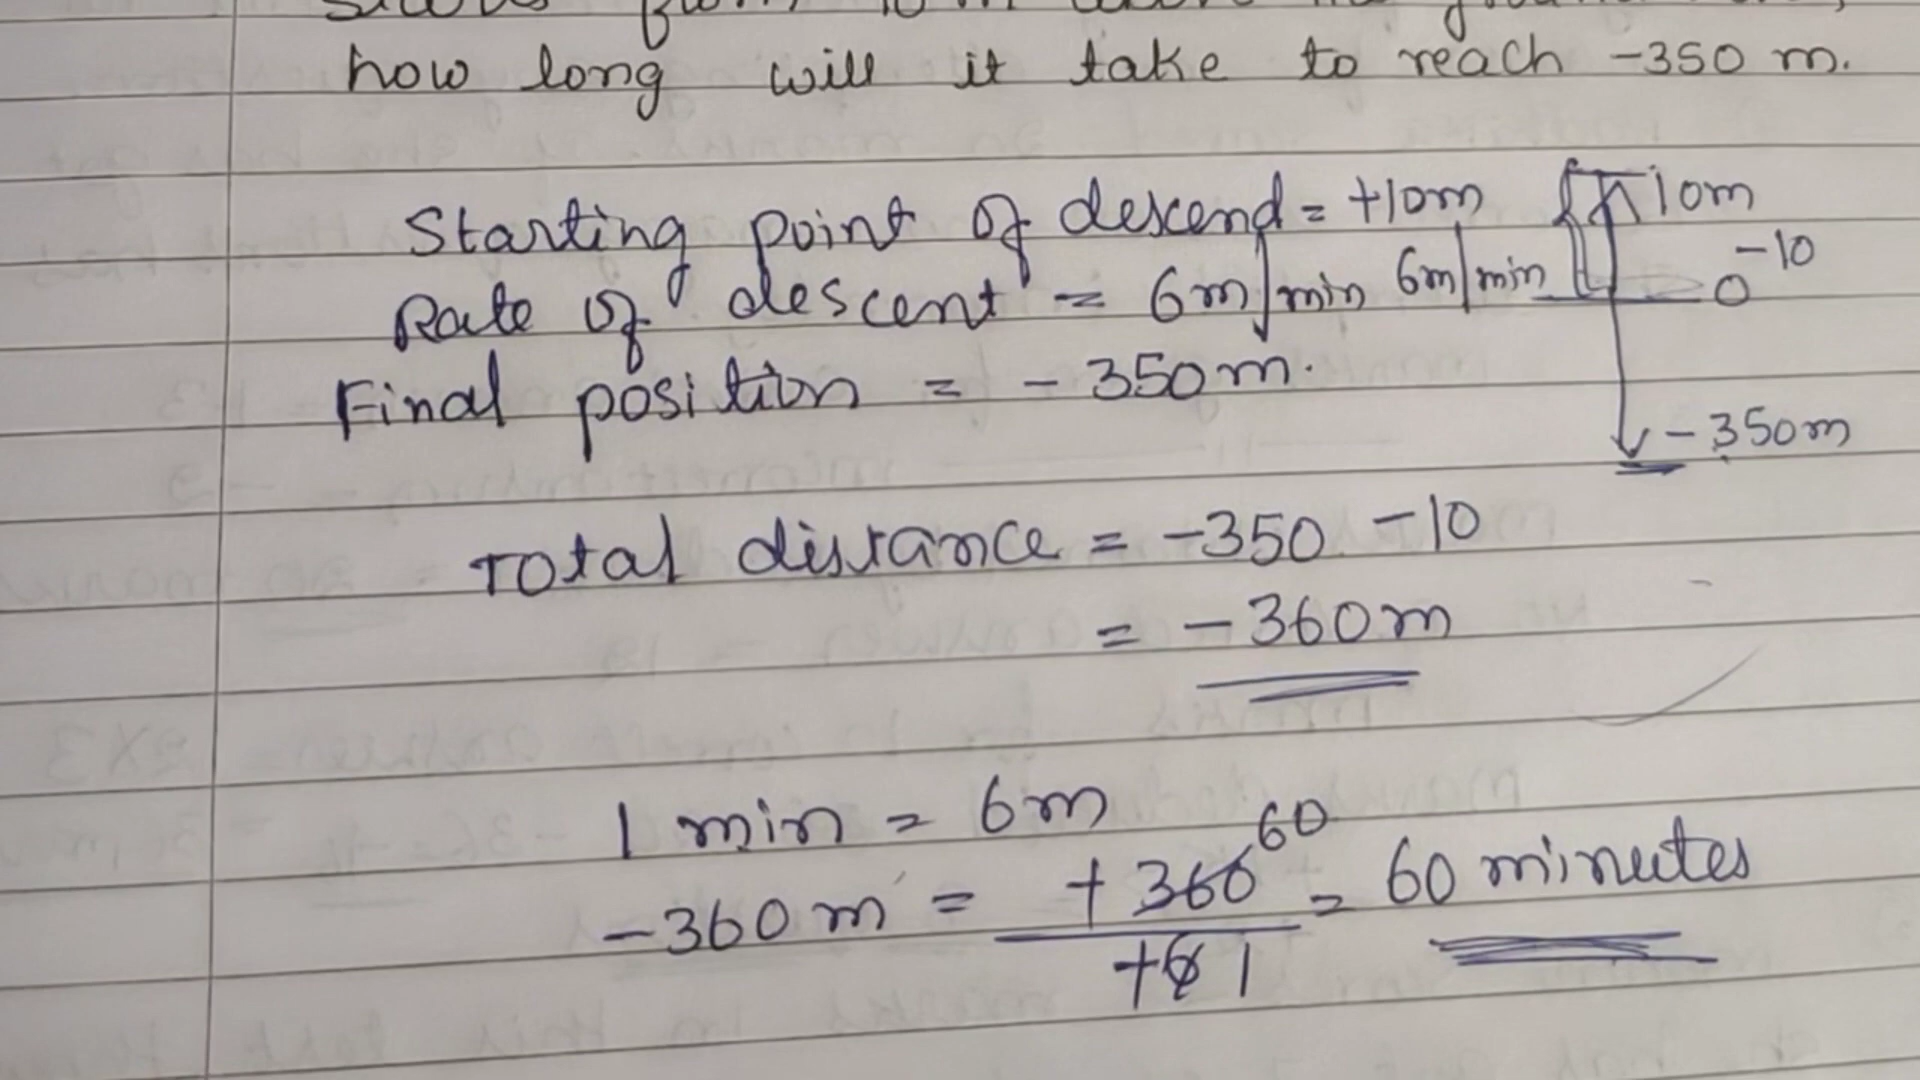 how long will it take to reach -350 m.
Starting point of descend = +10m
10m
Rate of descent = 6m/min 6m/min
0 -10
Final position = - 350m.
- 350m
Total distance = -350 -10
= - 360m
1 min = 6m
-360m = +360 60 = 60 minutes
+6 1